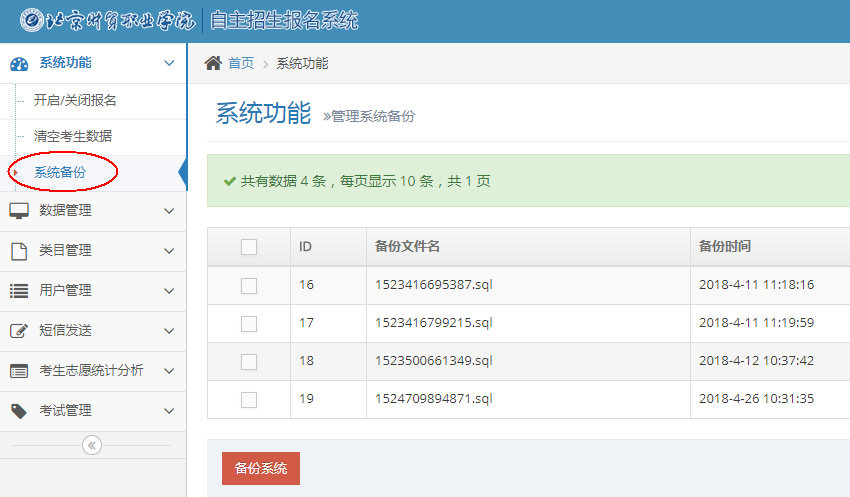 北京财贸职业学院 自主招生报名系统
系统功能
开启/关闭报名
清空考生数据
系统备份
数据管理
类目管理
用户管理
短信发送
考生志愿统计分析
考试管理
首页 > 系统功能
系统功能 »管理系统备份
共有数据 4 条，每页显示 10 条，共 1 页
ID 备份文件名 备份时间
16 1523416695387.sql 2018-4-11 11:18:16
17 1523416799215.sql 2018-4-11 11:19:59
18 1523500661349.sql 2018-4-12 10:37:42
19 1524709894871.sql 2018-4-26 10:31:35
备份系统